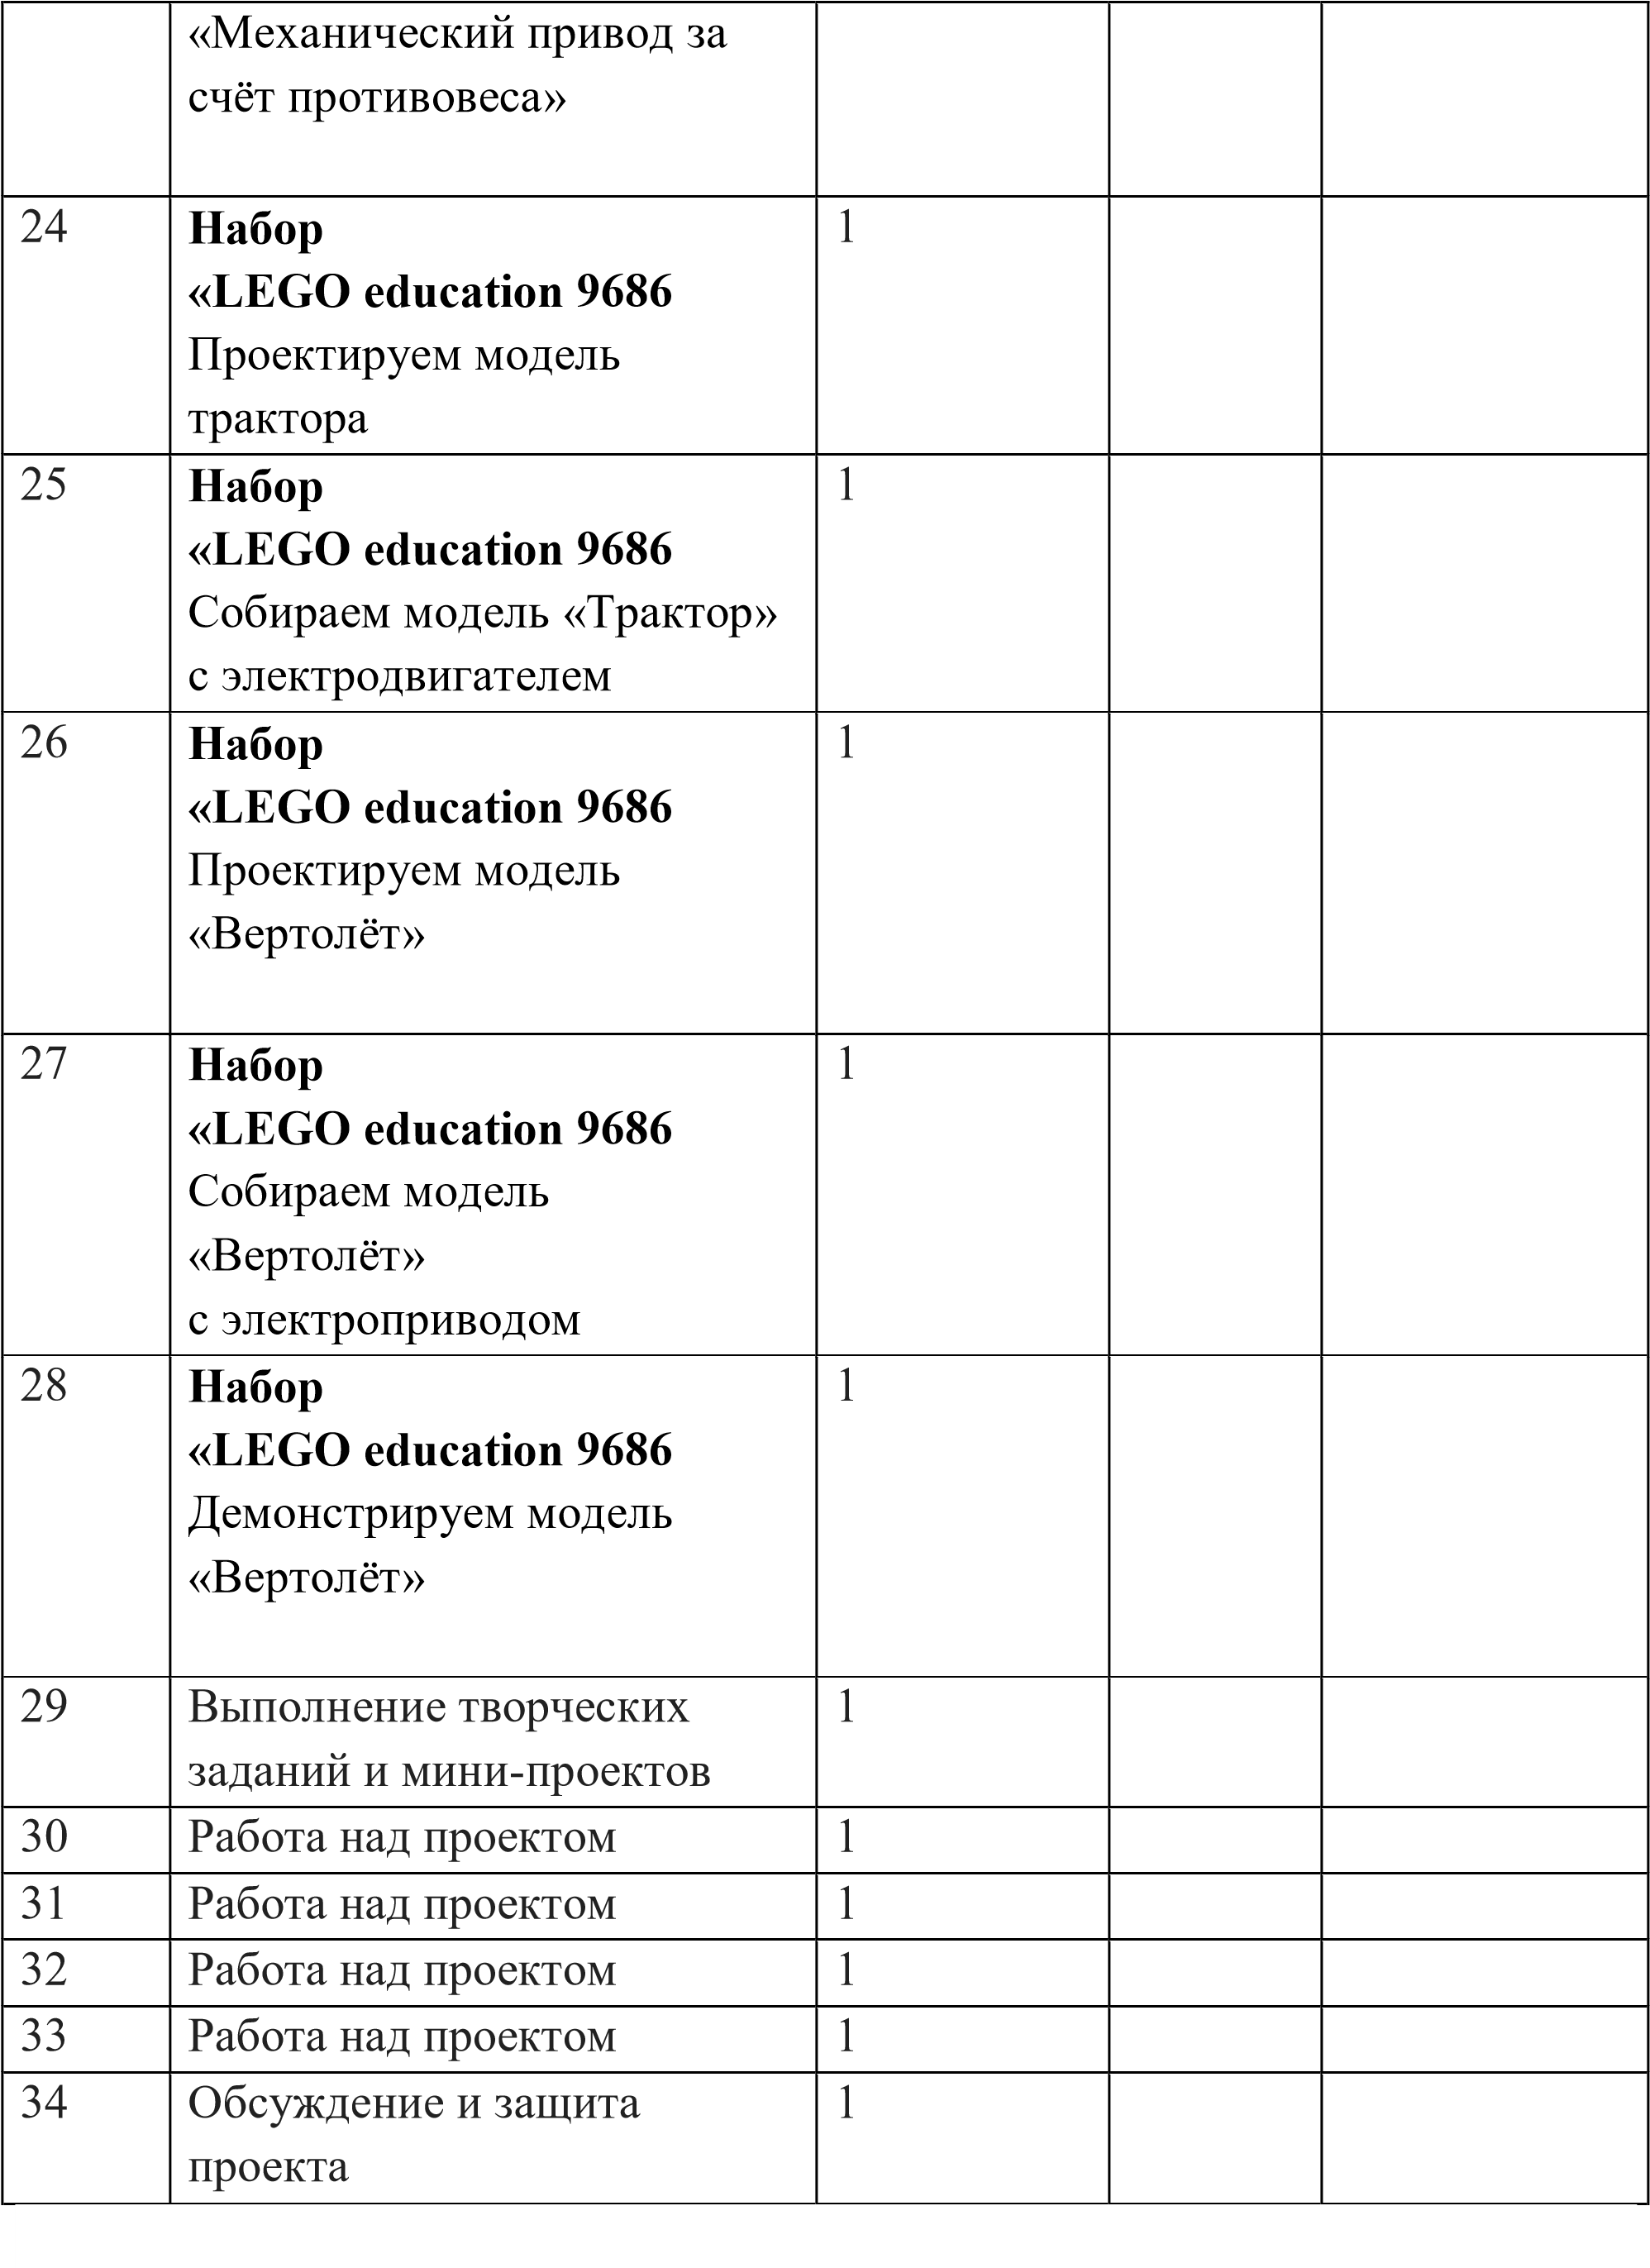 «Механический привод за
счёт противовеса»
24 Набор 1
«LEGO education 9686
Проектируем модель
трактора
25 Набор 1
«LEGO education 9686
Собираем модель «Трактор»
с электродвигателем
26 Набор 1
«LEGO education 9686
Проектируем модель
«Вертолёт»
27 Набор 1
«LEGO education 9686
Собираем модель
«Вертолёт»
с электроприводом
28 Набор 1
«LEGO education 9686
Демонстрируем модель
«Вертолёт»
29 Выполнение творческих 1
заданий и мини-проектов
30 Работа над проектом 1
31 Работа над проектом 1
32 Работа над проектом 1
33 Работа над проектом 1
34 Обсуждение и защита 1
проекта